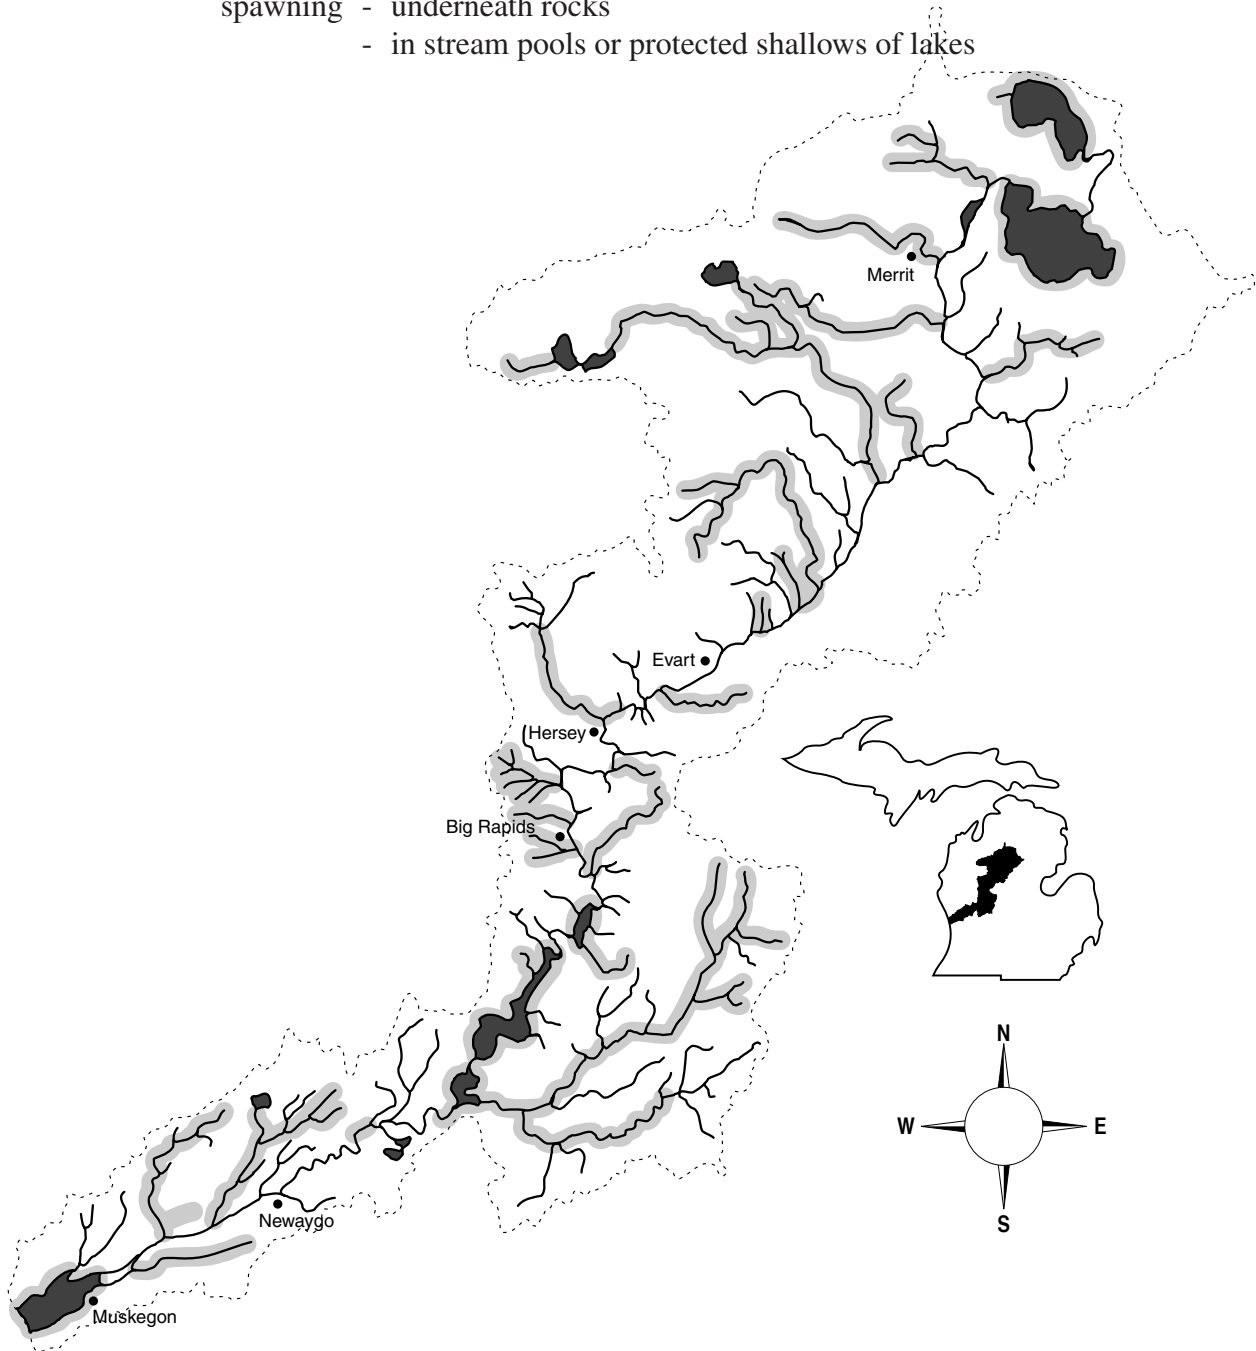 spawning - underneath rocks
- in stream pools or protected shallows of lakes
Merrit
Evart
Hersey
Big Rapids
N
W
E
S
Newaygo
Muskegon